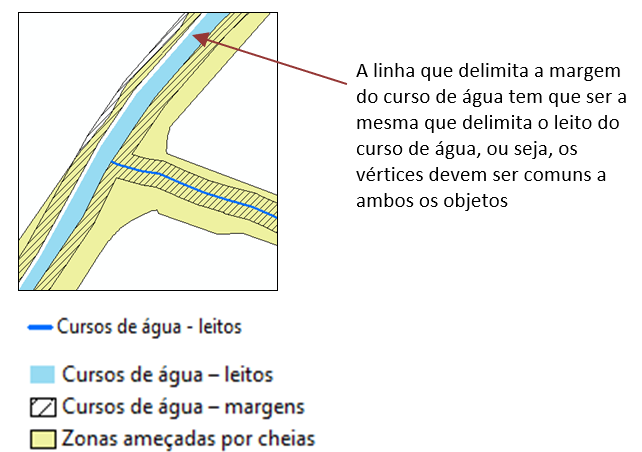 A linha que delimita a margem
do curso de água tem que ser a
mesma que delimita o leito do
curso de água, ou seja, os
vértices devem ser comuns a
ambos os objetos
Cursos de água - leitos
Cursos de água – leitos
Cursos de água – margens
Zonas ameçadas por cheias